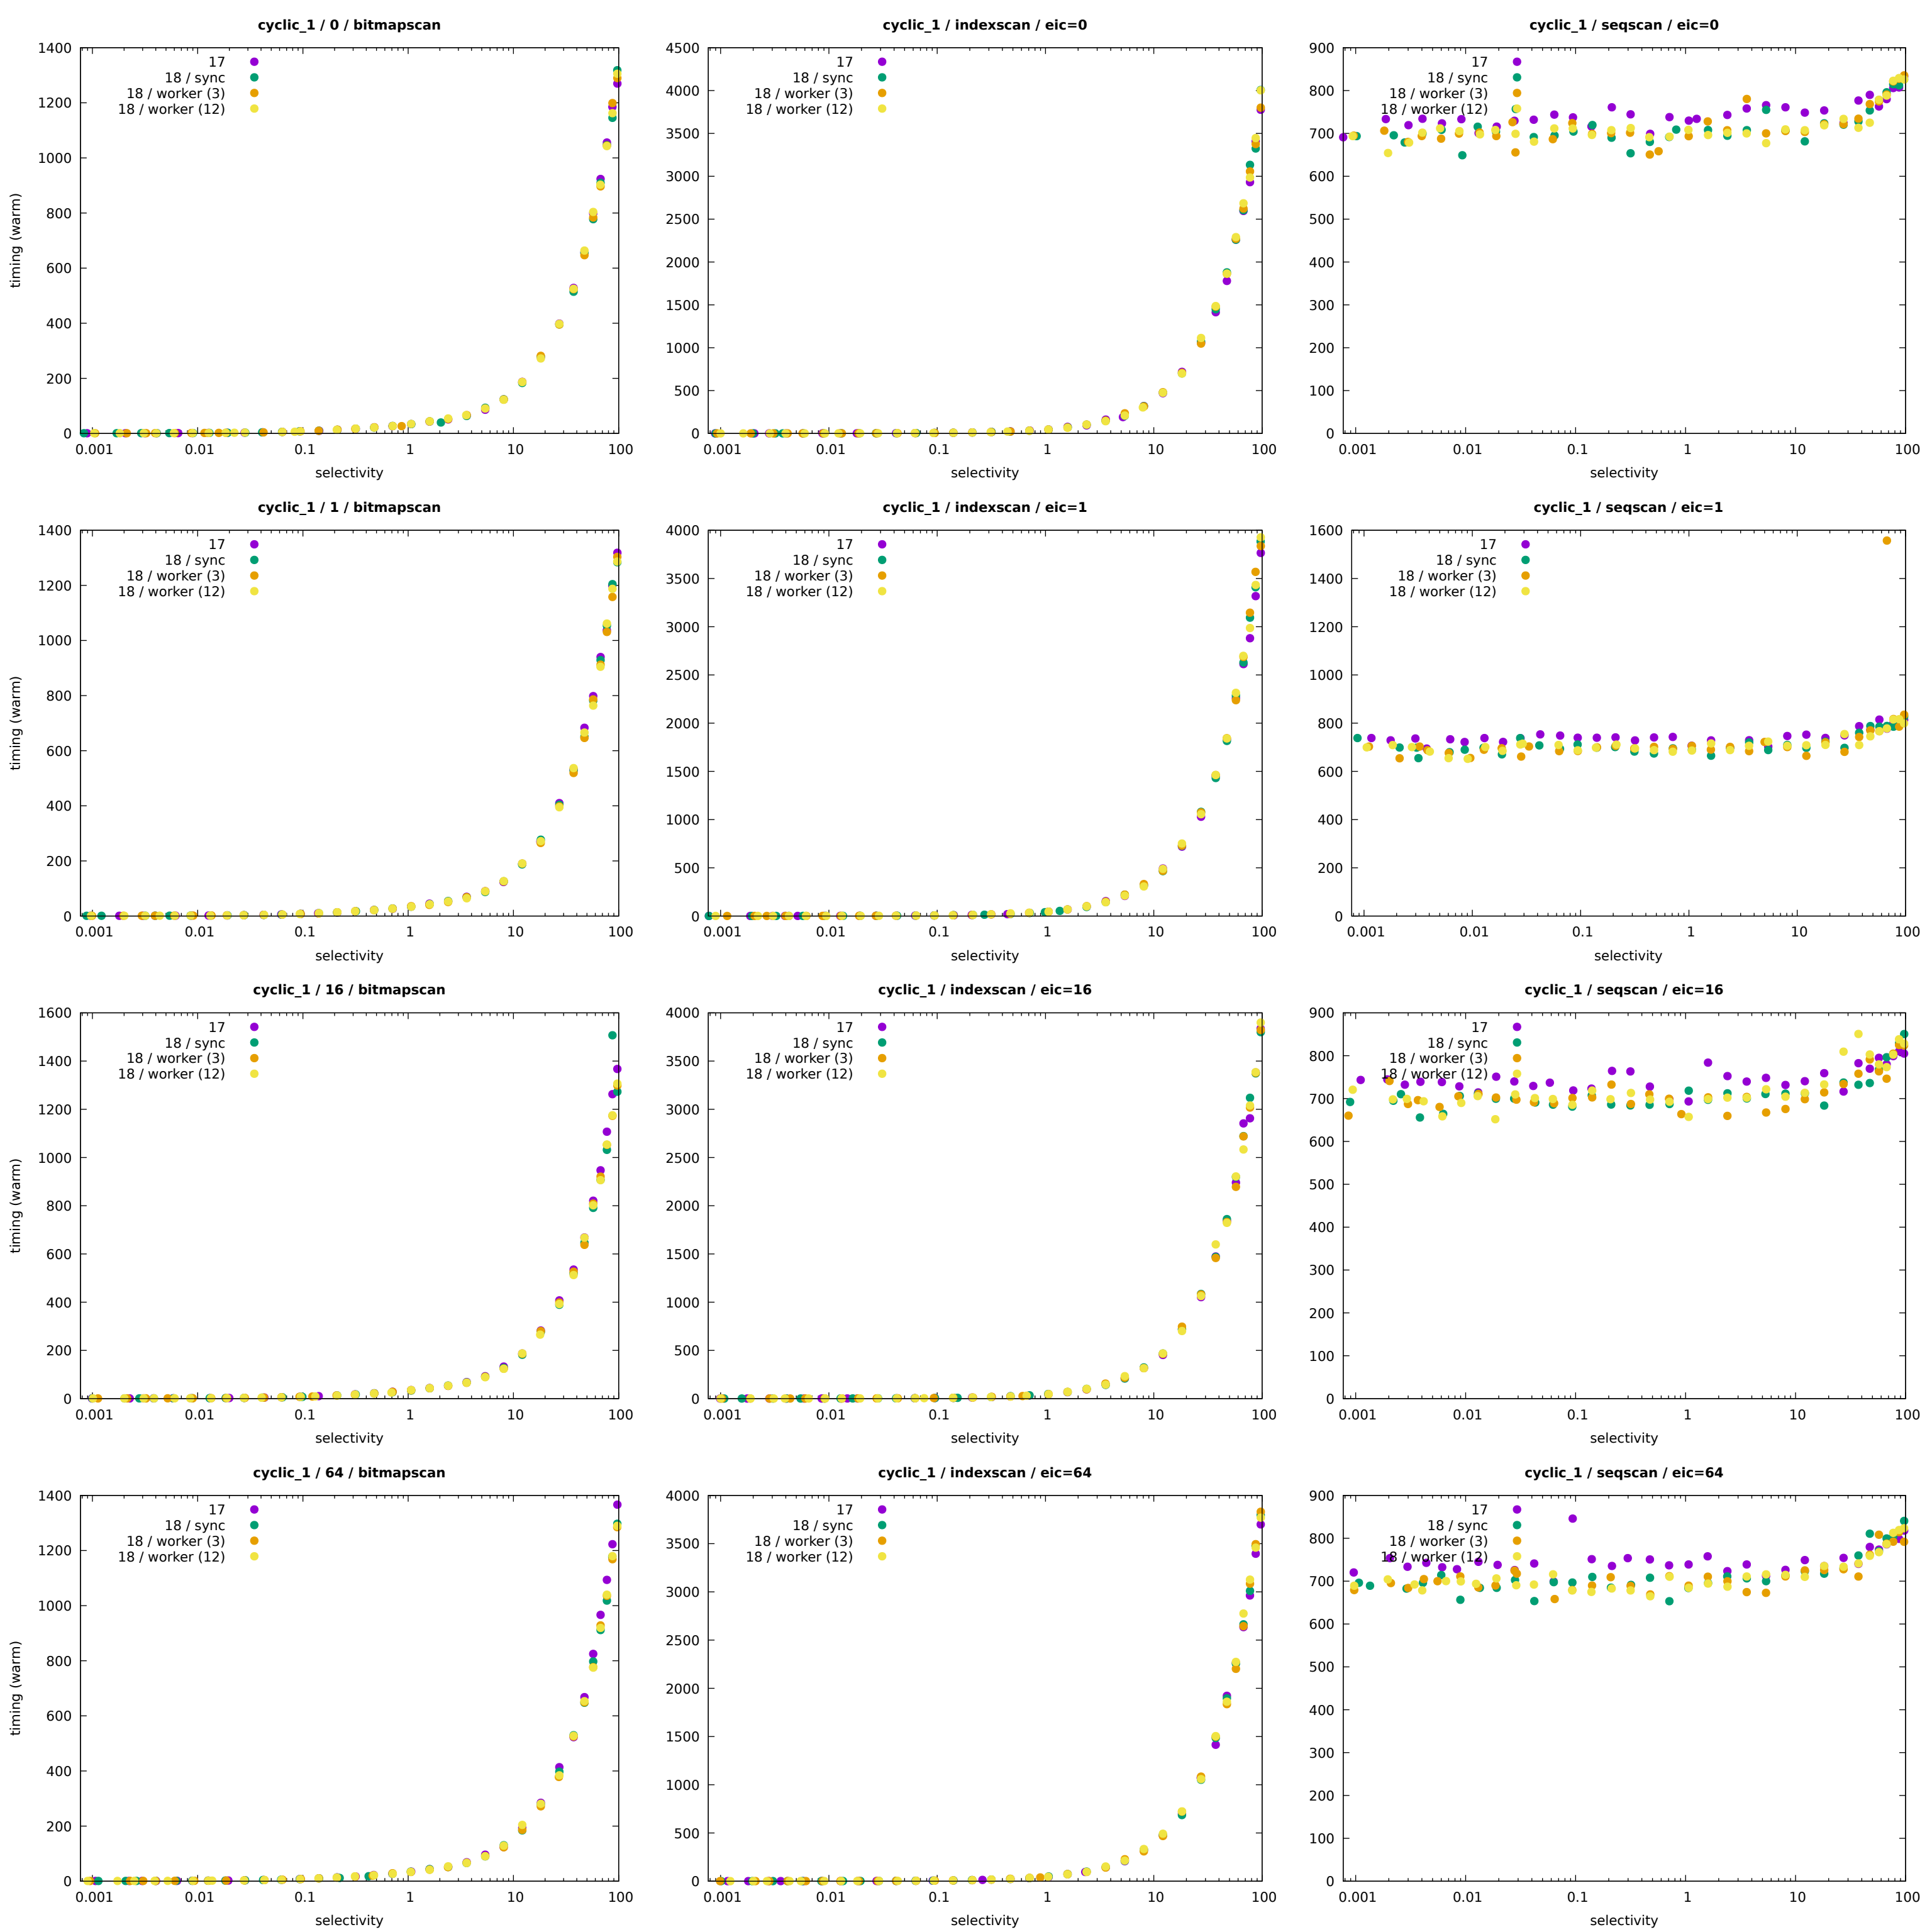 cyclic_1 / 0 / bitmapscan
cyclic_1 / indexscan / eic=0
cyclic_1 / seqscan / eic=0
timing (warm)
1400
1200
1000
800
600
400
200
0
17
18 / sync
18 / worker (3)
18 / worker (12)
0.001 0.01 0.1 1 10 100
selectivity
4500
4000
3500
3000
2500
2000
1500
1000
500
0
17
18 / sync
18 / worker (3)
18 / worker (12)
0.001 0.01 0.1 1 10 100
selectivity
900
800
700
600
500
400
300
200
100
0
17
18 / sync
18 / worker (3)
18 / worker (12)
0.001 0.01 0.1 1 10 100
selectivity
cyclic_1 / 1 / bitmapscan
cyclic_1 / indexscan / eic=1
cyclic_1 / seqscan / eic=1
timing (warm)
1400
1200
1000
800
600
400
200
0
17
18 / sync
18 / worker (3)
18 / worker (12)
0.001 0.01 0.1 1 10 100
selectivity
4000
3500
3000
2500
2000
1500
1000
500
0
17
18 / sync
18 / worker (3)
18 / worker (12)
0.001 0.01 0.1 1 10 100
selectivity
1600
1400
1200
1000
800
600
400
200
0
17
18 / sync
18 / worker (3)
18 / worker (12)
0.001 0.01 0.1 1 10 100
selectivity
cyclic_1 / 16 / bitmapscan
cyclic_1 / indexscan / eic=16
cyclic_1 / seqscan / eic=16
timing (warm)
1600
1400
1200
1000
800
600
400
200
0
17
18 / sync
18 / worker (3)
18 / worker (12)
0.001 0.01 0.1 1 10 100
selectivity
4000
3500
3000
2500
2000
1500
1000
500
0
17
18 / sync
18 / worker (3)
18 / worker (12)
0.001 0.01 0.1 1 10 100
selectivity
900
800
700
600
500
400
300
200
100
0
17
18 / sync
18 / worker (3)
18 / worker (12)
0.001 0.01 0.1 1 10 100
selectivity
cyclic_1 / 64 / bitmapscan
cyclic_1 / indexscan / eic=64
cyclic_1 / seqscan / eic=64
timing (warm)
1400
1200
1000
800
600
400
200
0
17
18 / sync
18 / worker (3)
18 / worker (12)
0.001 0.01 0.1 1 10 100
selectivity
4000
3500
3000
2500
2000
1500
1000
500
0
17
18 / sync
18 / worker (3)
18 / worker (12)
0.001 0.01 0.1 1 10 100
selectivity
900
800
700
600
500
400
300
200
100
0
17
18 / sync
18 / worker (3)
18 / worker (12)
0.001 0.01 0.1 1 10 100
selectivity